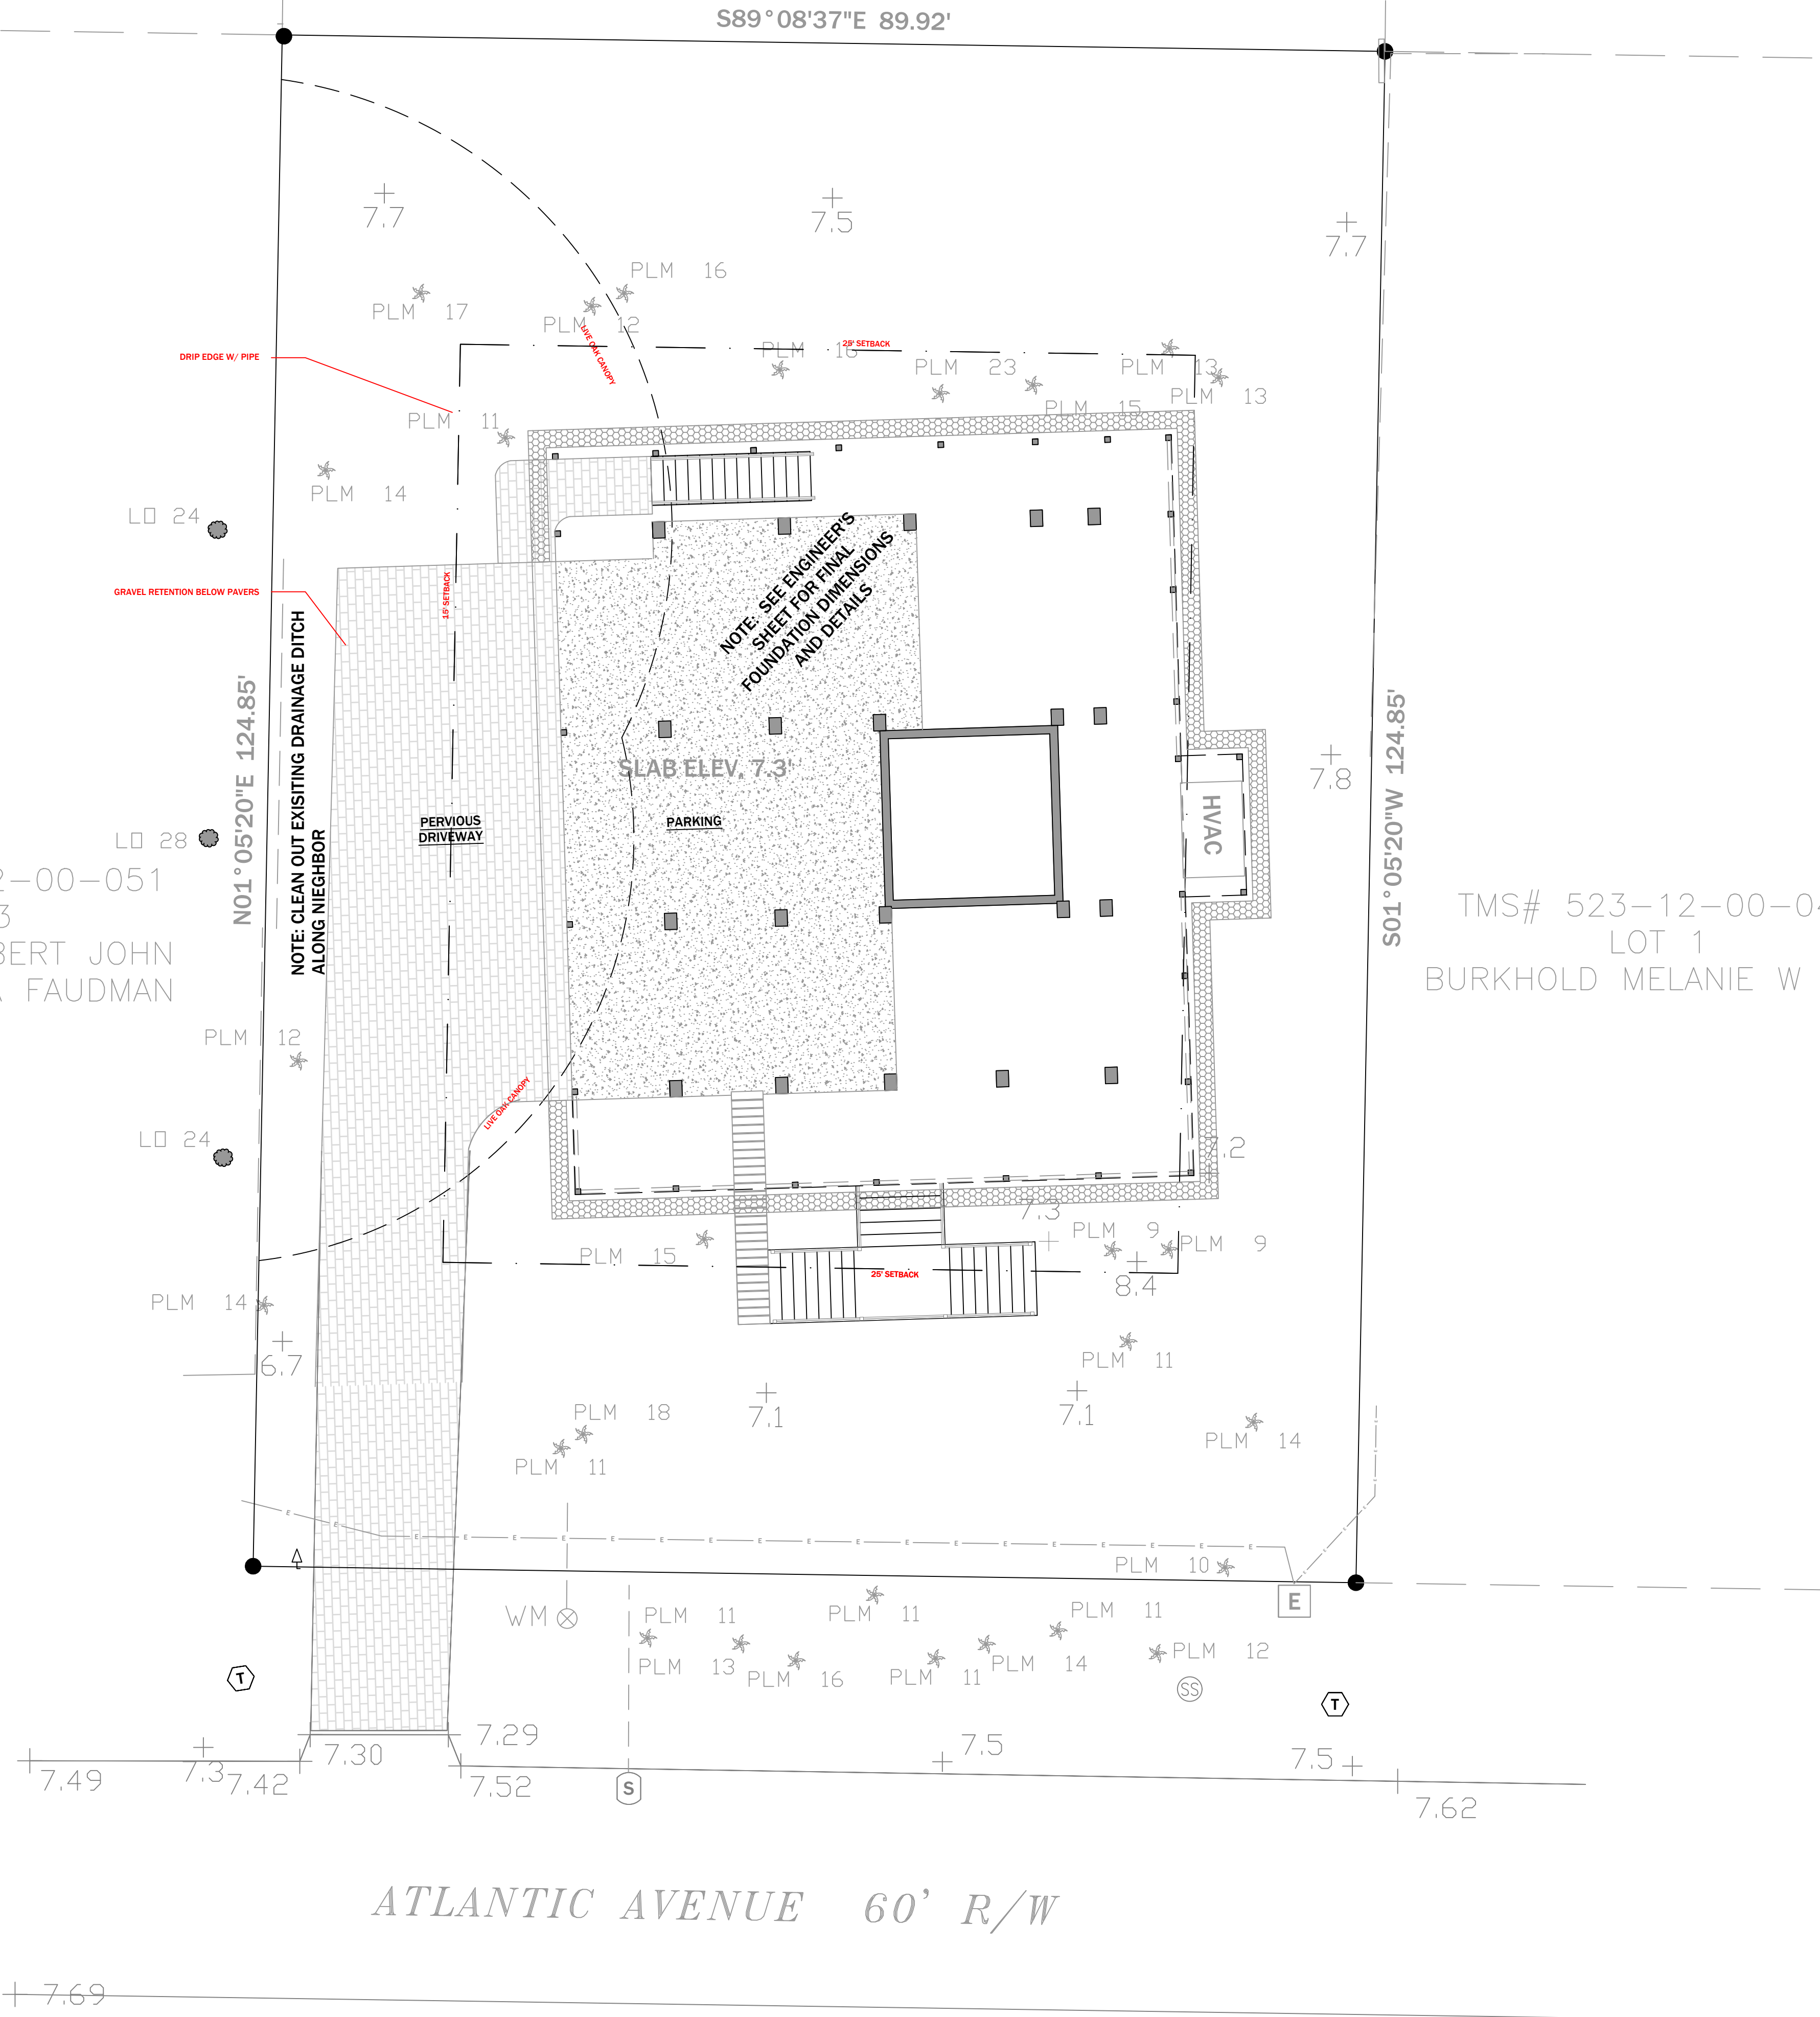 S89°08'37"E 89.92'
7.7
7.5
7.7
PLM 16
PLM 17
PLM 12
LIVE OAK CANOPY
25' SETBACK
DRIP EDGE W/ PIPE
PLM 16
PLM 23
PLM 13
PLM 13
PLM 15
PLM 11
PLM 14
LO 24
NOTE: SEE ENGINEER'S
SHEET FOR FINAL
FOUNDATION DIMENSIONS
AND DETAILS
15' SETBACK
GRAVEL RETENTION BELOW PAVERS
N01°05'20"E 124.85'
NOTE: CLEAN OUT EXISITING DRAINAGE DITCH
ALONG NIEGHBOR
SLAB ELEV. 7.3'
PERVIOUS
DRIVEWAY
PARKING
HVAC
7.8
S01°05'20"W 124.85'
LO 28
2-00-051
3
BERT JOHN
FAUDMAN
TMS# 523-12-00-04
LOT 1
BURKHOLD MELANIE W
PLM 12
LO 24
LIVE OAK CANOPY
7.2
7.3
PLM 9
PLM 9
PLM 15
25' SETBACK
8.4
PLM 14
6.7
PLM 11
7.1
7.1
PLM 18
PLM 11
PLM 14
E E E E E E E E E E E E E E E E E E E E
PLM 10
E
WM
PLM 11
PLM 11
PLM 11
PLM 13
PLM 16
PLM 11
PLM 14
PLM 12
SS
T
T
7.30
7.29
7.49
7.3
7.42
7.52
S
7.5
7.5
7.62
ATLANTIC AVENUE 60' R/W
7.69